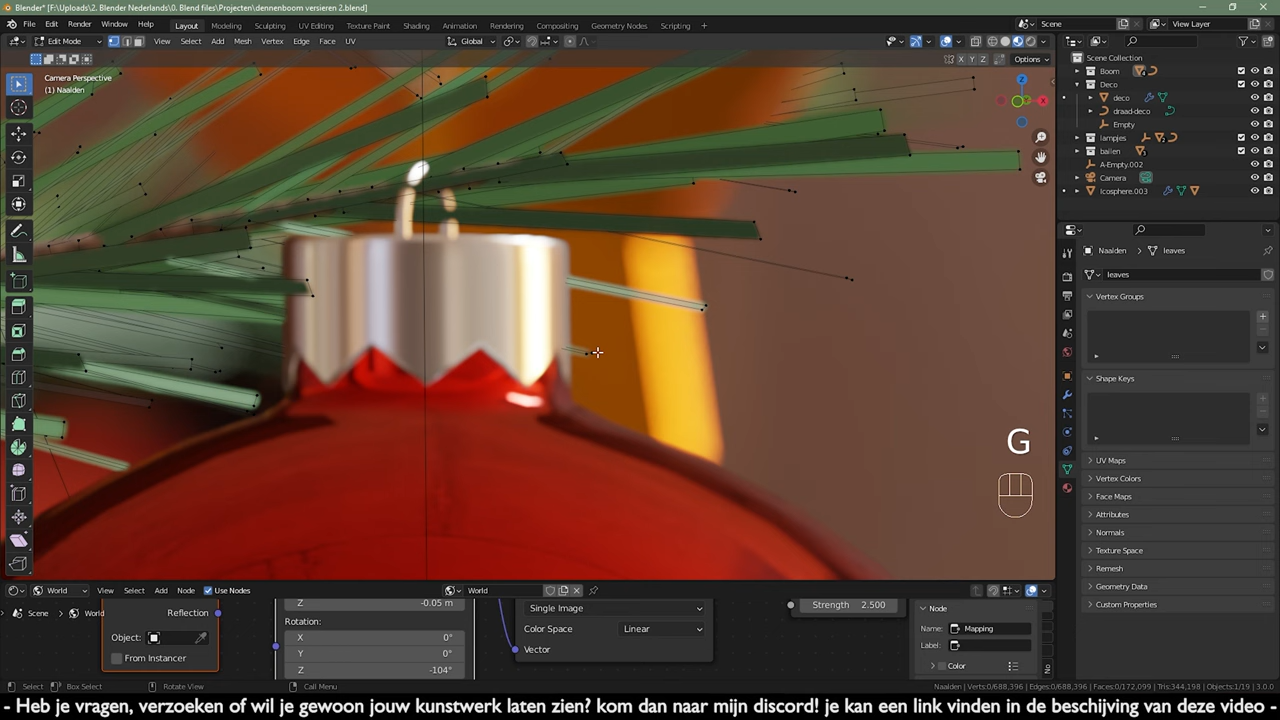 Blender* [F:\Uploads\2. Blender Nederlands\0. Blend files\Projecten\dennenboom versieren 2.blend]
File Edit Render Window Help Layout Modeling Sculpting UV Editing Texture Paint Shading Animation Rendering Compositing Geometry Nodes Scripting + Scene View Layer
Edit Mode View Select Add Mesh Vertex Edge Face UV Global
X Y Z Options
Camera Perspective
(1) Naalden
Z
X
Scene Collection
Boom
Deco
deco
draad-deco
Empty
lampjes
ballen
A-Empty.002
Camera
Icosphere.003
Naalden leaves
leaves
Vertex Groups
Shape Keys
UV Maps
Vertex Colors
Face Maps
Attributes
Normals
Texture Space
Remesh
Geometry Data
Custom Properties
G
World View Select Add Node Use Nodes World
Scene World
Reflection
Object:
From Instancer
Z -0.05 m
Rotation:
X 0°
Y 0°
Z -104°
Single Image
Color Space Linear
Vector
Strength 2.500
Node
Name: Mapping
Label:
Color
No
Select Box Select Rotate View Call Menu
Naalden | Verts:0/688,396 | Edges:0/688,396 | Faces:0/172,099 | Tris:344,198 | Objects:1/19 | 3.0.0
- Heb je vragen, verzoeken of wil je gewoon jouw kunstwerk laten zien? kom dan naar mijn discord! je kan een link vinden in de beschrijving van deze video -